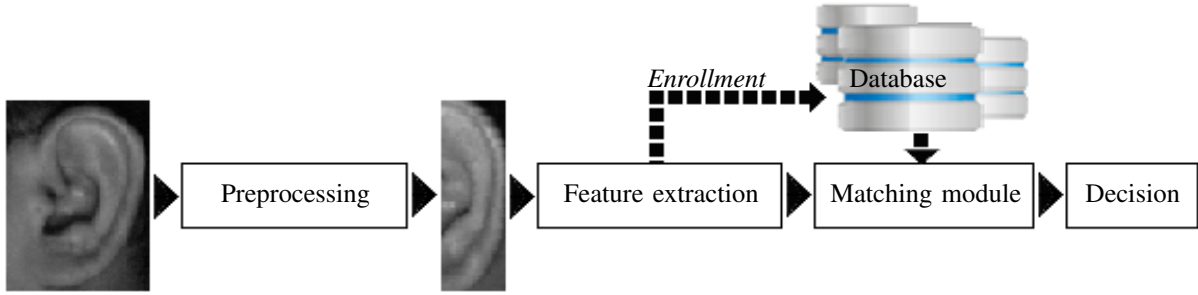 Enrollment
Database
Preprocessing
Feature extraction
Matching module
Decision